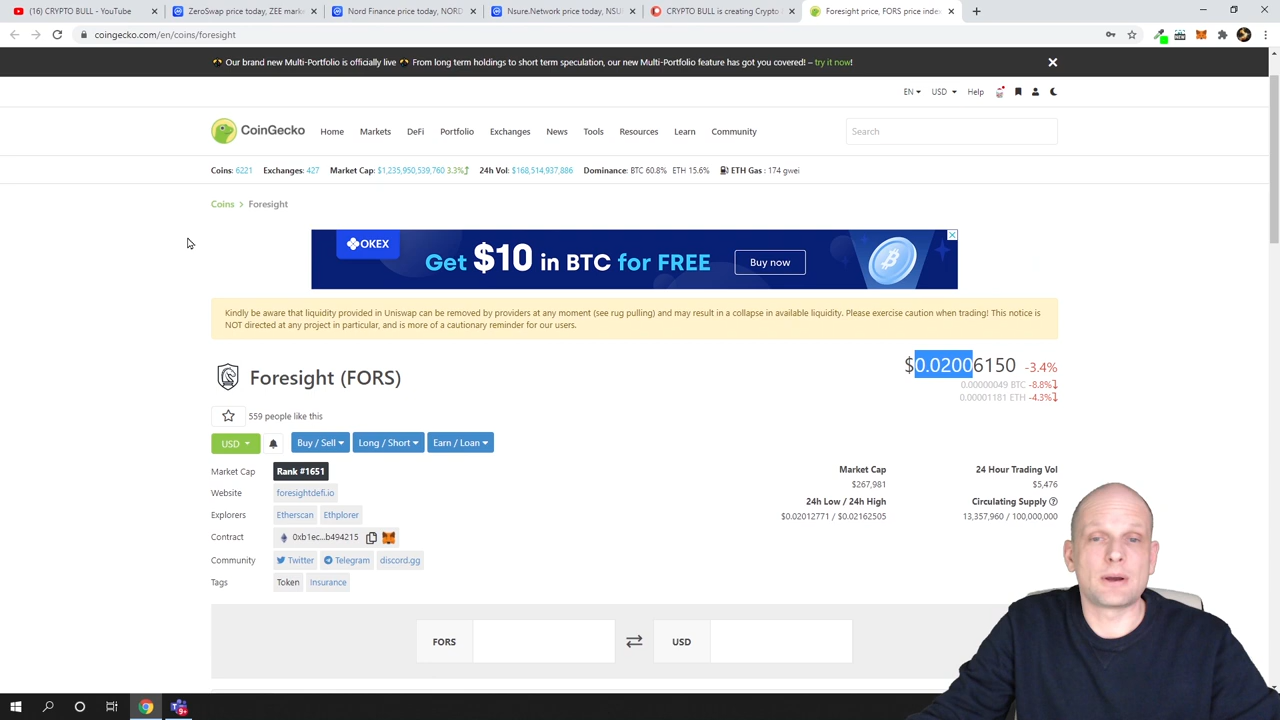 (16) CRYPTO BULL - YouTube
ZeroSwap price today, ZEE marke
Nord Finance price today, NORD
Nsure.Network price today, NSU
CRYPTO BULL is creating Crypto
Foresight price, FORS price inde
coingecko.com/en/coins/foresight
Our brand new Multi-Portfolio is officially live From long term holdings to short term speculation, our new Multi-Portfolio feature has got you covered! – try it now!
EN USD Help
CoinGecko Home Markets DeFi Portfolio Exchanges News Tools Resources Learn Community Search
Coins: 6221 Exchanges: 427 Market Cap: $1,235,950,539,760 3.3% 24h Vol: $168,514,937,886 Dominance: BTC 60.8% ETH 15.6% ETH Gas : 174 gwei
Coins > Foresight
OKEX
Get $10 in BTC for FREE Buy now
Kindly be aware that liquidity provided in Uniswap can be removed by providers at any moment (see rug pulling) and may result in a collapse in available liquidity. Please exercise caution when trading! This notice is
NOT directed at any project in particular, and is more of a cautionary reminder for our users.
Foresight (FORS)
$0.02006150 -3.4%
0.00000049 BTC -8.8%
0.00001181 ETH -4.3%
559 people like this
USD Buy / Sell Long / Short Earn / Loan
Market Cap Rank #1651
Website foresightdefi.io
Explorers Etherscan Ethplorer
Contract 0xb1ec...b494215
Community Twitter Telegram discord.gg
Tags Token Insurance
Market Cap
$267,981
24 Hour Trading Vol
$5,476
24h Low / 24h High
$0.02012771 / $0.02162505
Circulating Supply
13,357,960 / 100,000,000
FORS USD